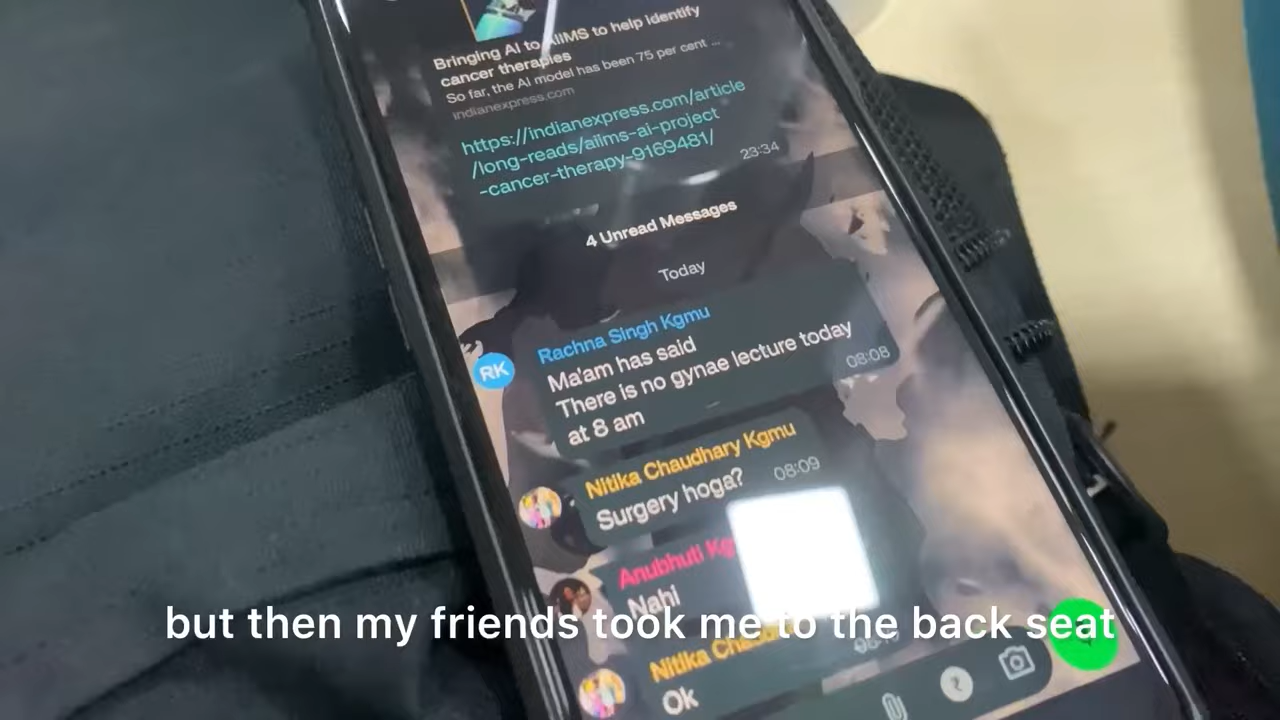 Bringing AI to AIIMS to help identify
cancer therapies
So far, the AI model has been 75 per cent ...
indianexpress.com
https://indianexpress.com/article
/long-reads/aiims-ai-project
-cancer-therapy-9169481/
23:34
4 Unread Messages
Today
RK
Rachna Singh Kgmu
Ma'am has said
There is no gynae lecture today
at 8 am
08:08
Nitika Chaudhary Kgmu
Surgery hoga?
08:09
Anubhuti
Nahi
but then my friends took me to the back seat
Nitika
Ok